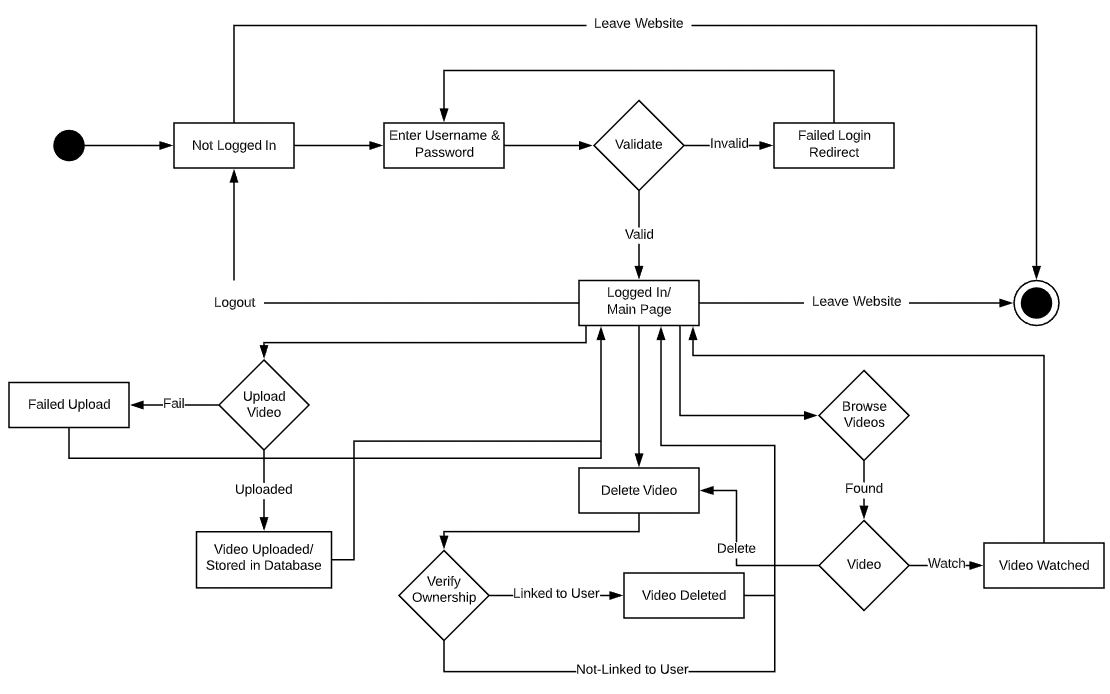 Leave Website
Not Logged In
Enter Username &
Password
Validate
Invalid
Failed Login
Redirect
Valid
Logout
Logged In/
Main Page
Leave Website
Failed Upload
Fail
Upload
Video
Browse
Videos
Uploaded
Delete Video
Found
Video Uploaded/
Stored in Database
Delete
Video
Watch
Video Watched
Verify
Ownership
Linked to User
Video Deleted
Not-Linked to User